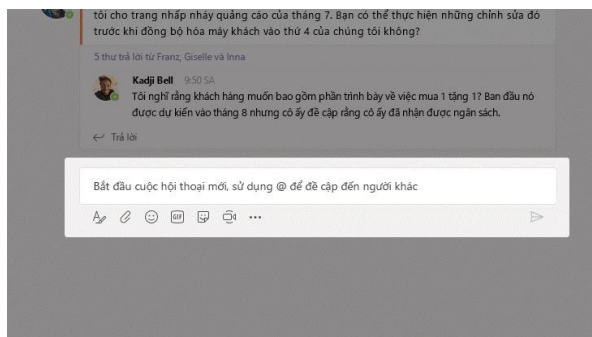 tôi cho trang nhấp nháy quảng cáo của tháng 7. Bạn có thể thực hiện những chỉnh sửa đó
trước khi đồng bộ hóa máy khách vào thứ 4 của chúng tôi không?
5 thư trả lời từ Franz, Giselle và Inna
Kadji Bell 9:50 SA
Tôi nghĩ rằng khách hàng muốn bao gồm phần trình bày về việc mua 1 tặng 1? Ban đầu nó
được dự kiến vào tháng 8 nhưng cô ấy đề cập rằng cô ấy đã nhận được ngân sách.
Trả lời
Bắt đầu cuộc hội thoại mới, sử dụng @ để đề cập đến người khác
GIF